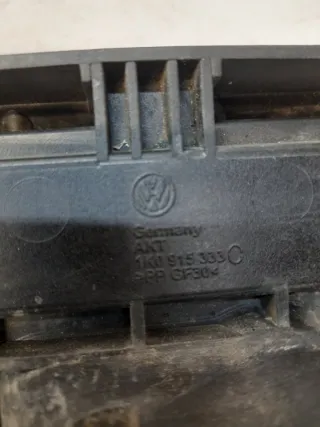 Germany
AKT
1K0 915 333 C
>PP GF30<